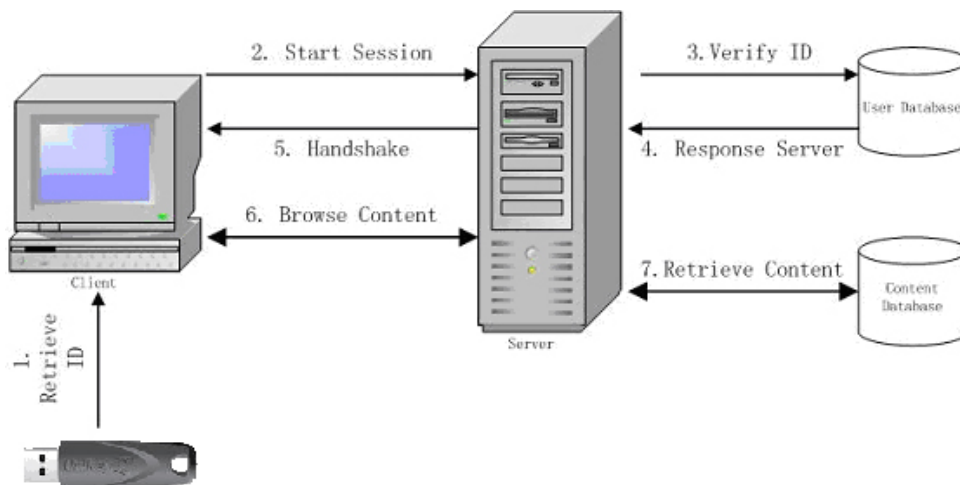 2. Start Session
3.Verify ID
User Database
5. Handshake
4. Response Server
6. Browse Content
7.Retrieve Content
Client
Content
Database
Server
1.
Retrieve
ID